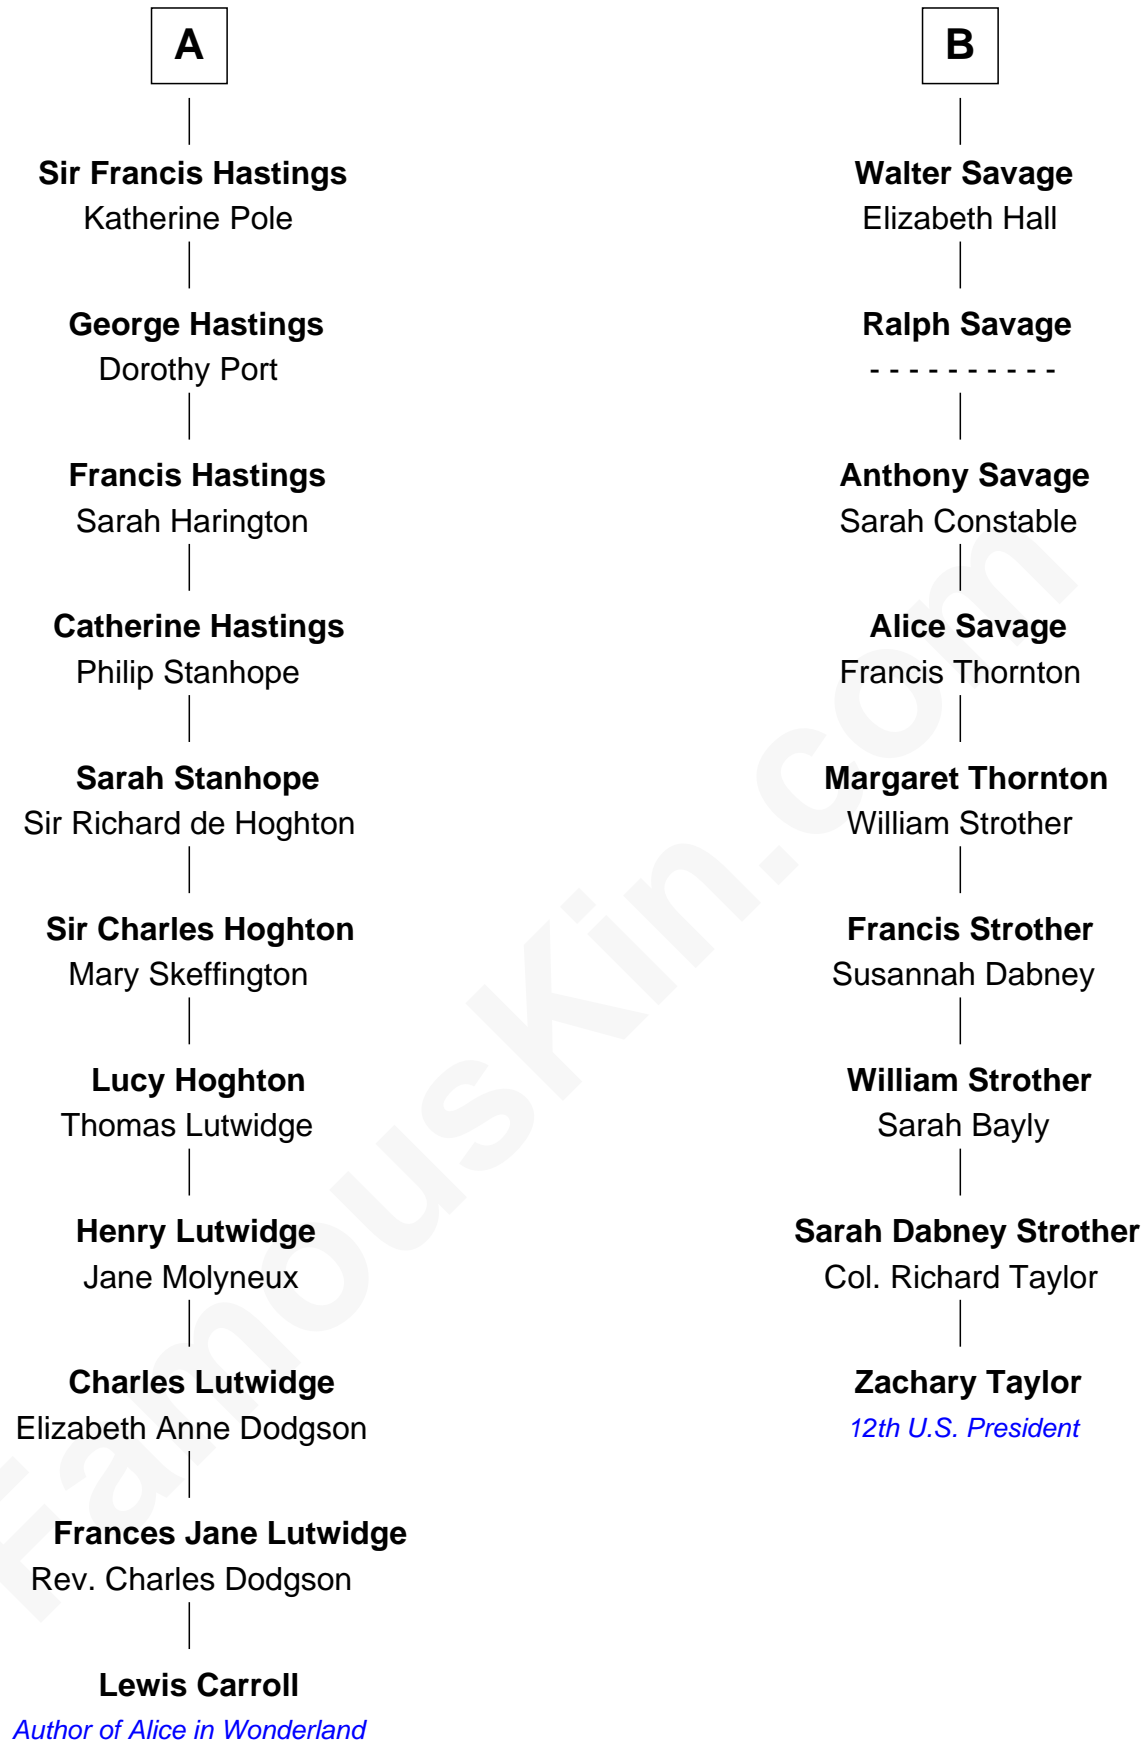 A
Sir Francis Hastings
Katherine Pole
George Hastings
Dorothy Port
Francis Hastings
Sarah Harington
Catherine Hastings
Philip Stanhope
Sarah Stanhope
Sir Richard de Hoghton
Sir Charles Hoghton
Mary Skeffington
Lucy Hoghton
Thomas Lutwidge
Henry Lutwidge
Jane Molyneux
Charles Lutwidge
Elizabeth Anne Dodgson
Frances Jane Lutwidge
Rev. Charles Dodgson
Lewis Carroll
Author of Alice in Wonderland
B
Walter Savage
Elizabeth Hall
Ralph Savage
- - - - - - - - - -
Anthony Savage
Sarah Constable
Alice Savage
Francis Thornton
Margaret Thornton
William Strother
Francis Strother
Susannah Dabney
William Strother
Sarah Bayly
Sarah Dabney Strother
Col. Richard Taylor
Zachary Taylor
12th U.S. President
FamousKin.com